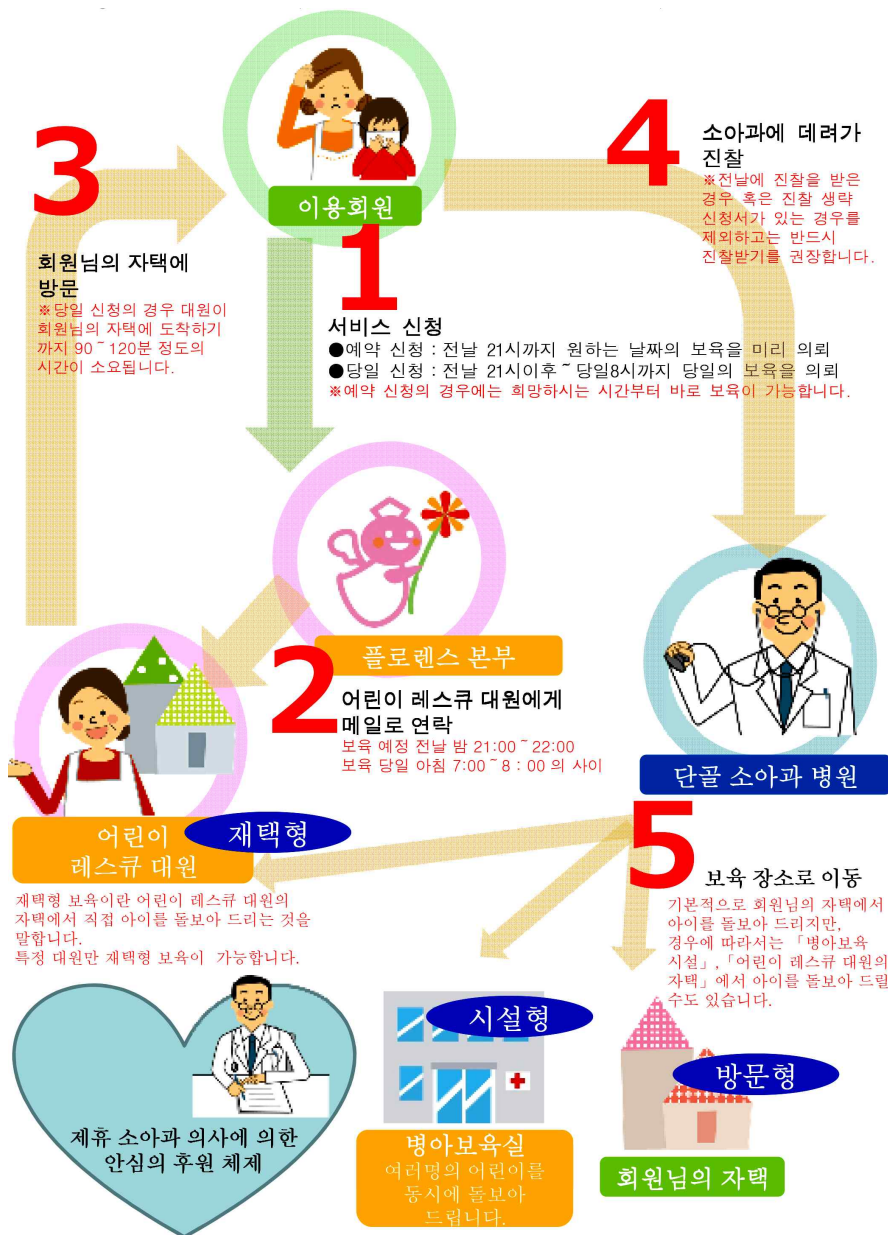 이용회원
3
회원님의 자택에
방문
※당일 신청의 경우 대원이
회원님의 자택에 도착하기
까지 90~120분 정도의
시간이 소요됩니다.
4
소아과에 데려가
진찰
※전날에 진찰을 받은
경우 혹은 진찰 생략
신청서가 있는 경우를
제외하고는 반드시
진찰받기를 권장합니다.
1
서비스 신청
●예약 신청 : 전날 21시까지 원하는 날짜의 보육을 미리 의뢰
●당일 신청 : 전날 21시이후 ~ 당일8시까지 당일의 보육을 의뢰
※예약 신청의 경우에는 희망하시는 시간부터 바로 보육이 가능합니다.
플로렌스 본부
2
어린이 레스큐 대원에게
메일로 연락
보육 예정 전날 밤 21:00~22:00
보육 당일 아침 7:00~8 : 00 의 사이
단골 소아과 병원
어린이
레스큐 대원
재택형
재택형 보육이란 어린이 레스큐 대원의
자택에서 직접 아이를 돌보아 드리는 것을
말합니다.
특정 대원만 재택형 보육이 가능합니다.
5
보육 장소로 이동
기본적으로 회원님의 자택에서
아이를 돌보아 드리지만,
경우에 따라서는 「병아보육
시설」,「어린이 레스큐 대원의
자택」에서 아이를 돌보아 드릴
수도 있습니다.
제휴 소아과 의사에 의한
안심의 후원 체제
시설형
병아보육실
여러명의 어린이를
동시에 돌보아
드립니다.
방문형
회원님의 자택